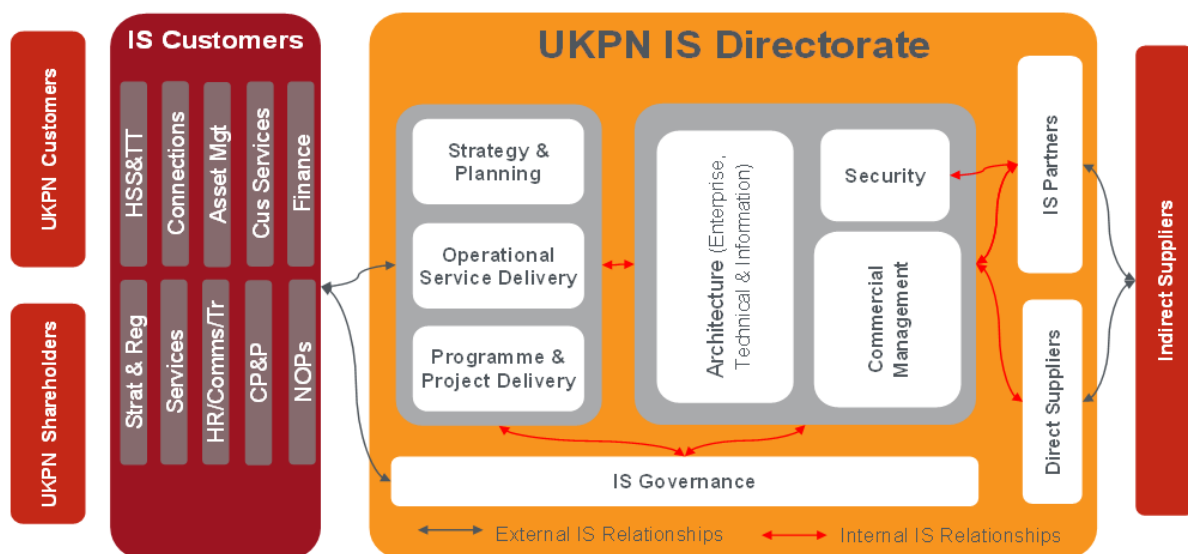 UKPN Customers
UKPN Shareholders
IS Customers
HSS&TT
Connections
Asset Mgt
Cus Services
Finance
Strat & Reg
Services
HR/Comms/Tr
CP&P
NOPs
UKPN IS Directorate
Strategy &
Planning
Operational
Service Delivery
Programme &
Project Delivery
Architecture (Enterprise,
Technical & Information)
Security
Commercial
Management
IS Governance
IS Partners
Direct Suppliers
Indirect Suppliers
External IS Relationships
Internal IS Relationships